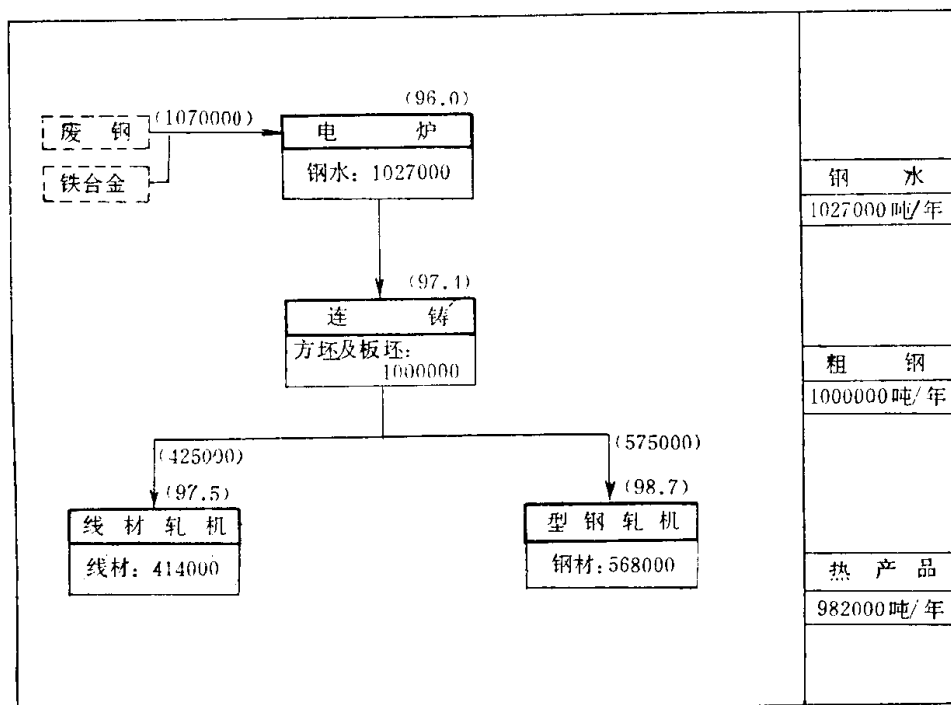 (96.0)
(1070000)
废钢
电炉
铁合金
钢水：1027000
钢水
1027000吨/年
(97.4)
连铸
方坯及板坯：
1000000
粗钢
1000000吨/年
(425000)
(575000)
(97.5)
(98.7)
线材轧机
型钢轧机
线材：414000
钢材：568000
热产品
982000吨/年